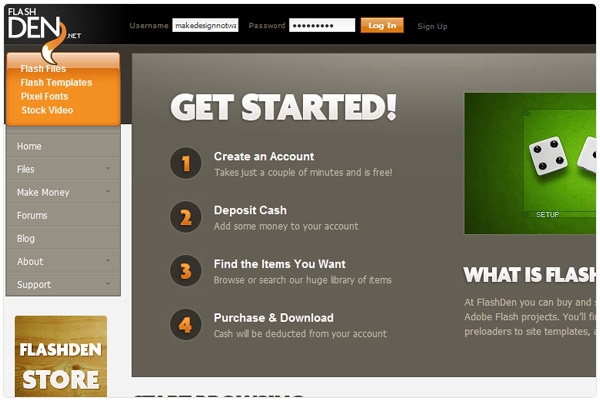 FLASH
DEN.NET
Username makedesignnotwa Password Log In Sign Up
Flash Files
Flash Templates
Pixel Fonts
Stock Video
Home
Files
Make Money
Forums
Blog
About
Support
FLASHDEN
STORE
GET STARTED!
1 Create an Account
Takes just a couple of minutes and is free!
2 Deposit Cash
Add some money to your account
3 Find the Items You Want
Browse or search our huge library of items
4 Purchase & Download
Cash will be deducted from your account
SETUP
WHAT IS FLASH
At FlashDen you can buy and s
Adobe Flash projects. You'll fi
preloaders to site templates, a
START BROWSING